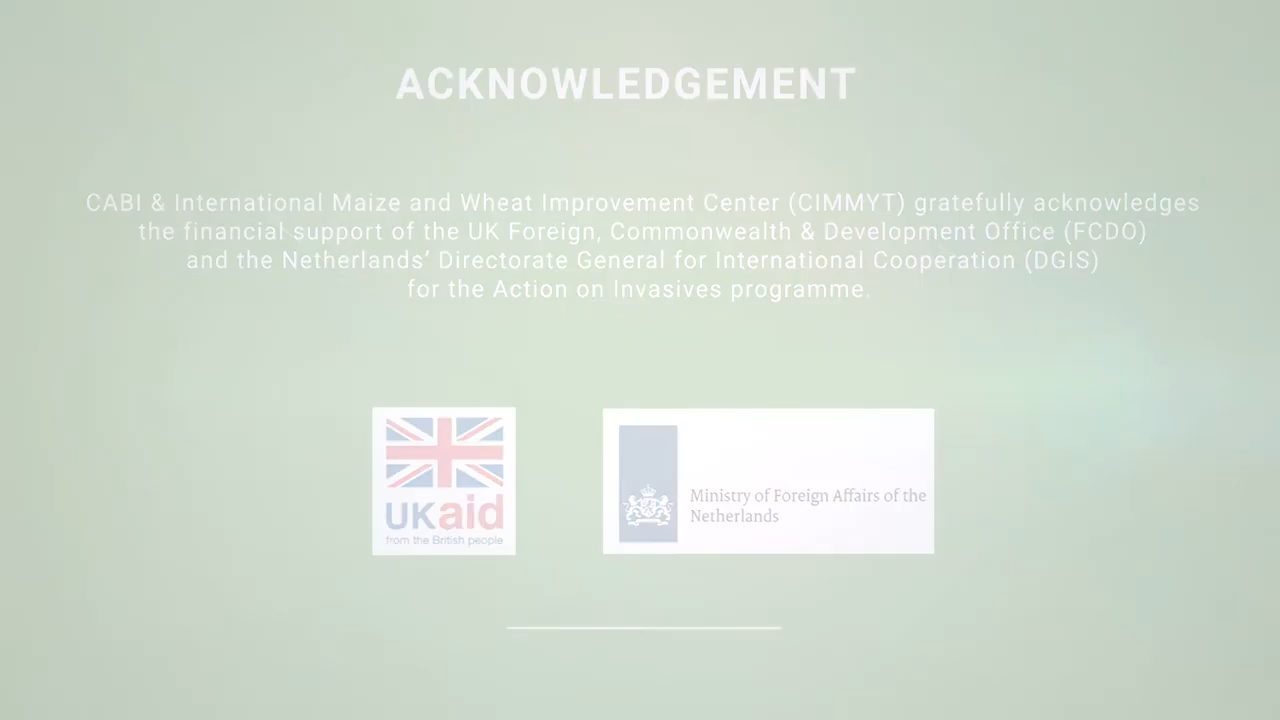 ACKNOWLEDGEMENT
CABI & International Maize and Wheat Improvement Center (CIMMYT) gratefully acknowledges
the financial support of the UK Foreign, Commonwealth & Development Office (FCDO)
and the Netherlands’ Directorate General for International Cooperation (DGIS)
for the Action on Invasives programme.
UKaid
from the British people
Ministry of Foreign Affairs of the
Netherlands